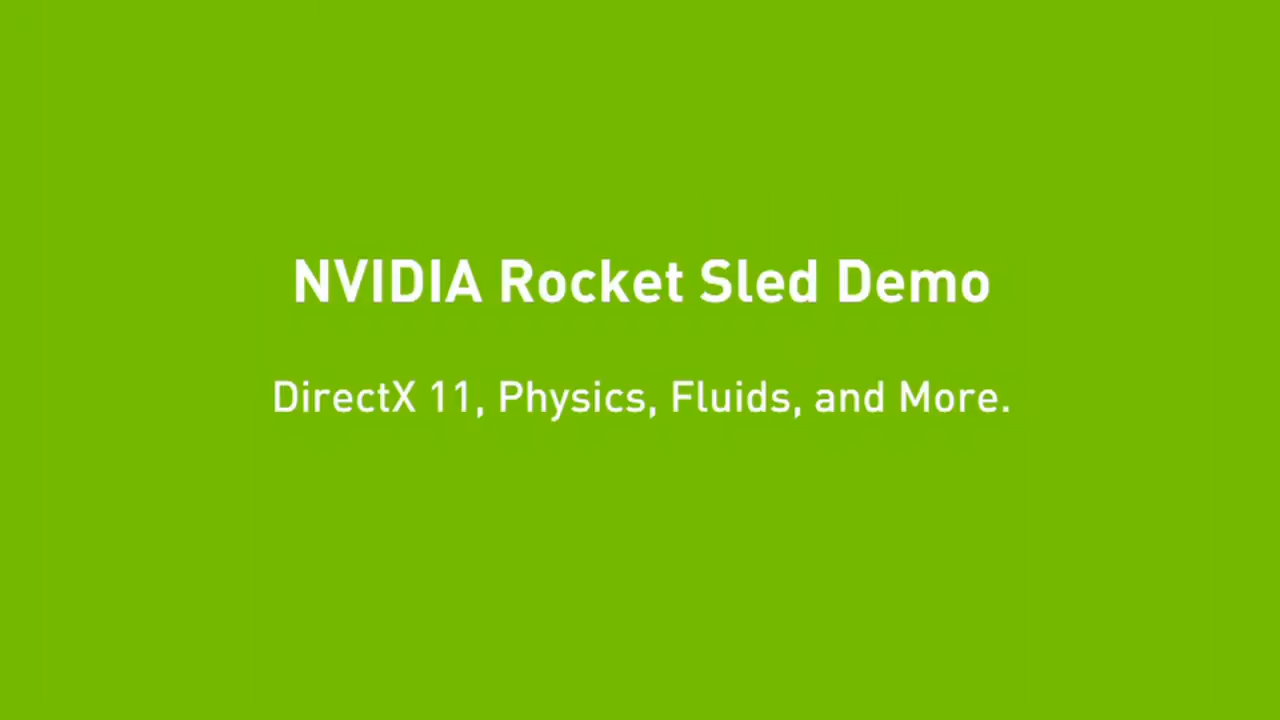 NVIDIA Rocket Sled Demo
DirectX 11, Physics, Fluids, and More.